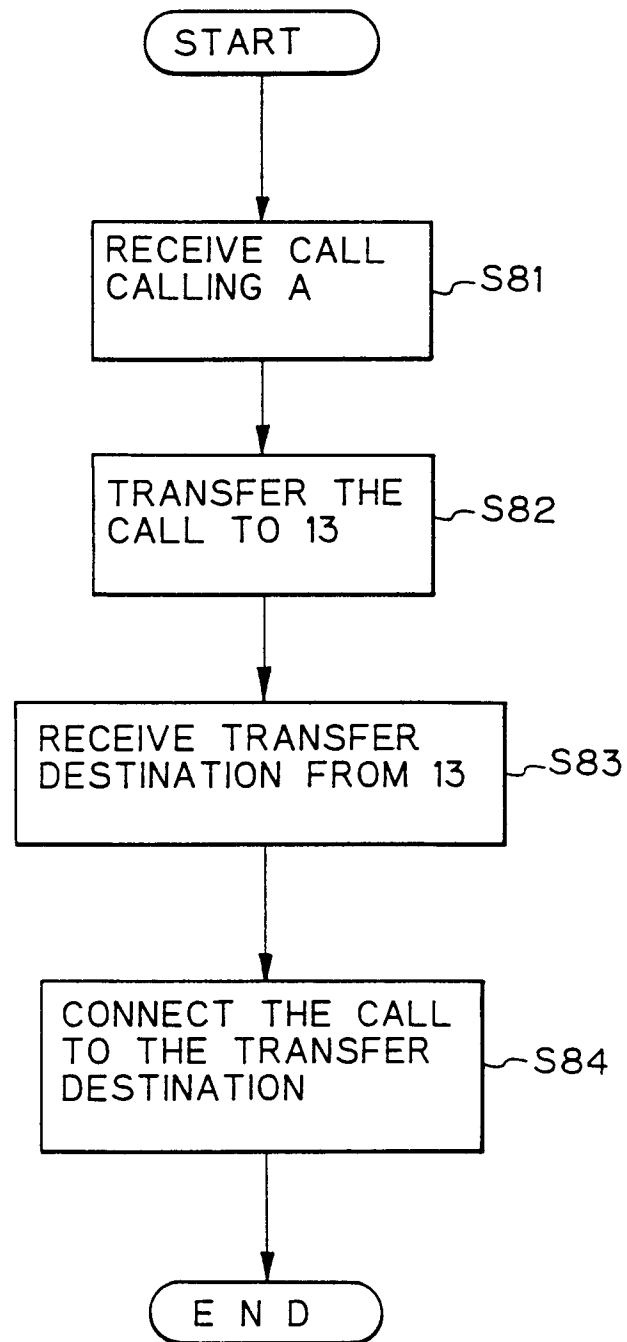 START
RECEIVE CALL
CALLING A
S81
TRANSFER THE
CALL TO 13
S82
RECEIVE TRANSFER
DESTINATION FROM 13
S83
CONNECT THE CALL
TO THE TRANSFER
DESTINATION
S84
END